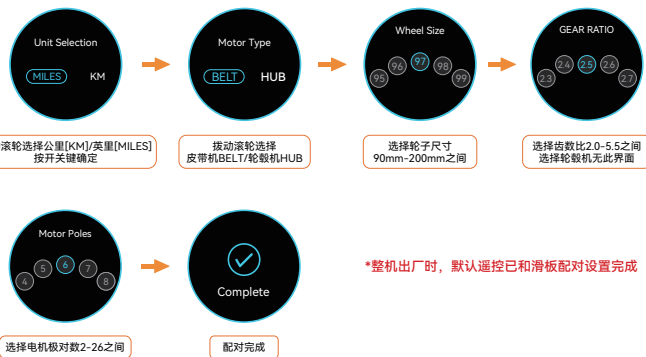 Unit Selection
MILES KM
滚轮选择公里[KM]/英里[MILES]
按开关键确定
Motor Type
BELT HUB
拨动滚轮选择
皮带机BELT/轮毂机HUB
Wheel Size
95 96 97 98 99
选择轮子尺寸
90mm-200mm之间
GEAR RATIO
2.3 2.4 2.5 2.6 2.7
选择齿数比2.0-5.5之间
选择轮毂机无此界面
Motor Poles
4 5 6 7 8
选择电机极对数2-26之间
Complete
配对完成
*整机出厂时，默认遥控已和滑板配对设置完成